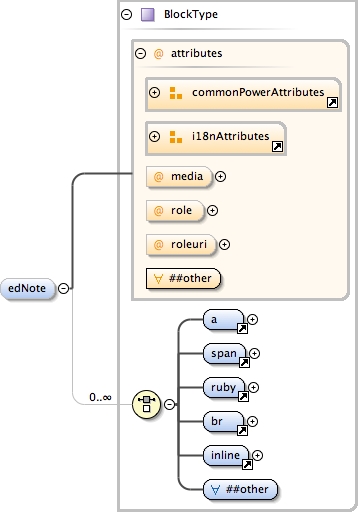 BlockType
attributes
commonPowerAttributes
i18nAttributes
media
role
roleuri
##other
edNote
0..∞
a
span
ruby
br
inline
##other